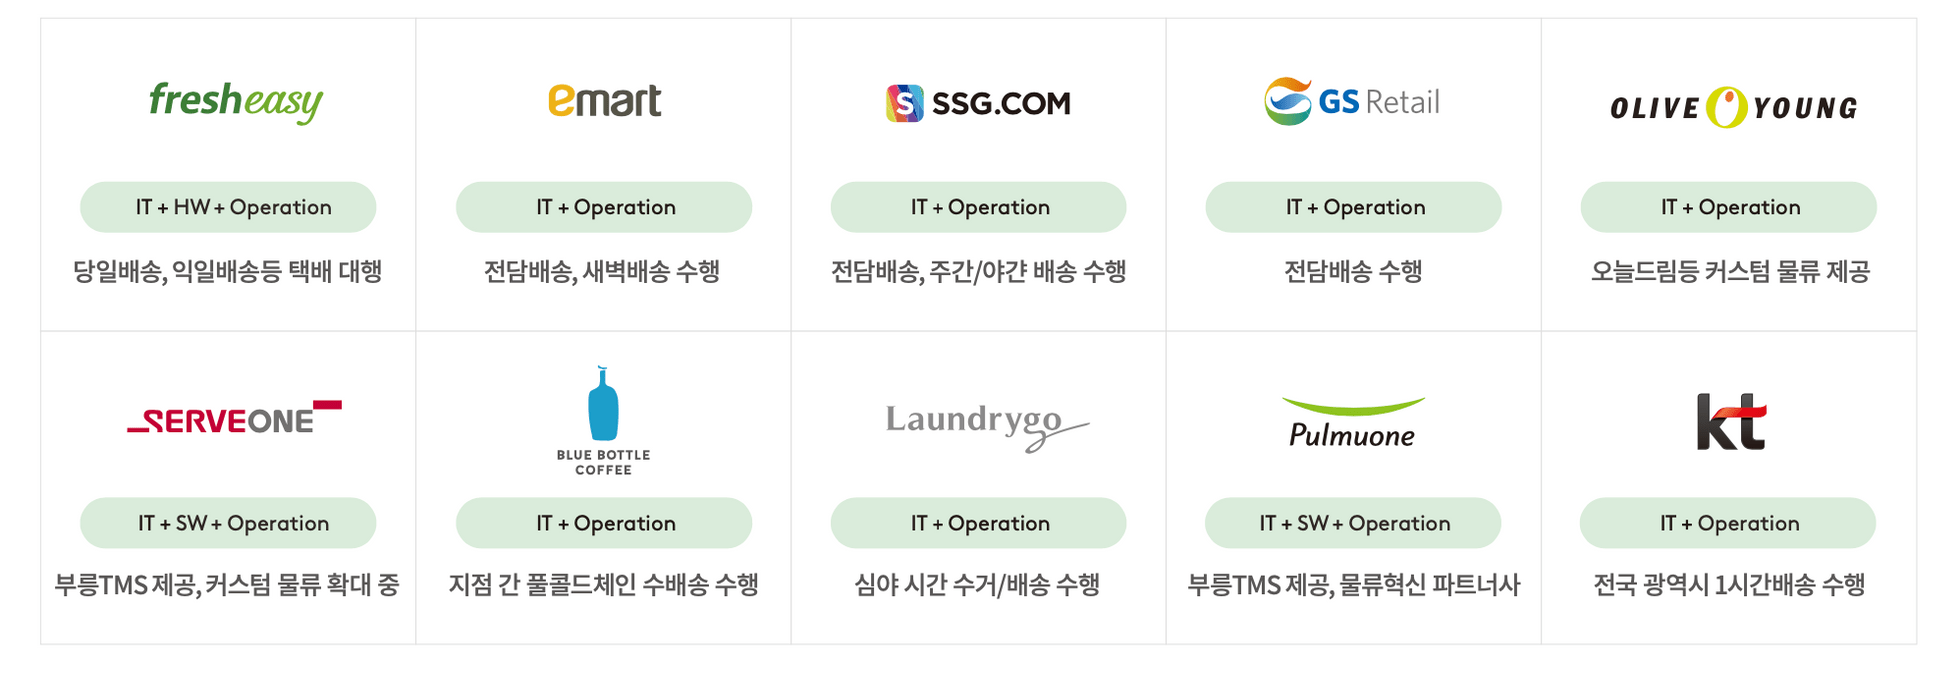 fresheasy
emart
S SSG.COM
GS Retail
OLIVE YOUNG
IT + HW + Operation
IT + Operation
IT + Operation
IT + Operation
IT + Operation
당일배송, 익일배송등 택배 대행
전담배송, 새벽배송 수행
전담배송, 주간/야갼 배송 수행
전담배송 수행
오늘드림등 커스텀 물류 제공
SERVEONE
BLUE BOTTLE
COFFEE
Laundrygo
Pulmuone
kt
IT + SW + Operation
IT + Operation
IT + Operation
IT + SW + Operation
IT + Operation
부릉TMS 제공, 커스텀 물류 확대 중
지점 간 풀콜드체인 수배송 수행
심야 시간 수거/배송 수행
부릉TMS 제공, 물류혁신 파트너사
전국 광역시 1시간배송 수행